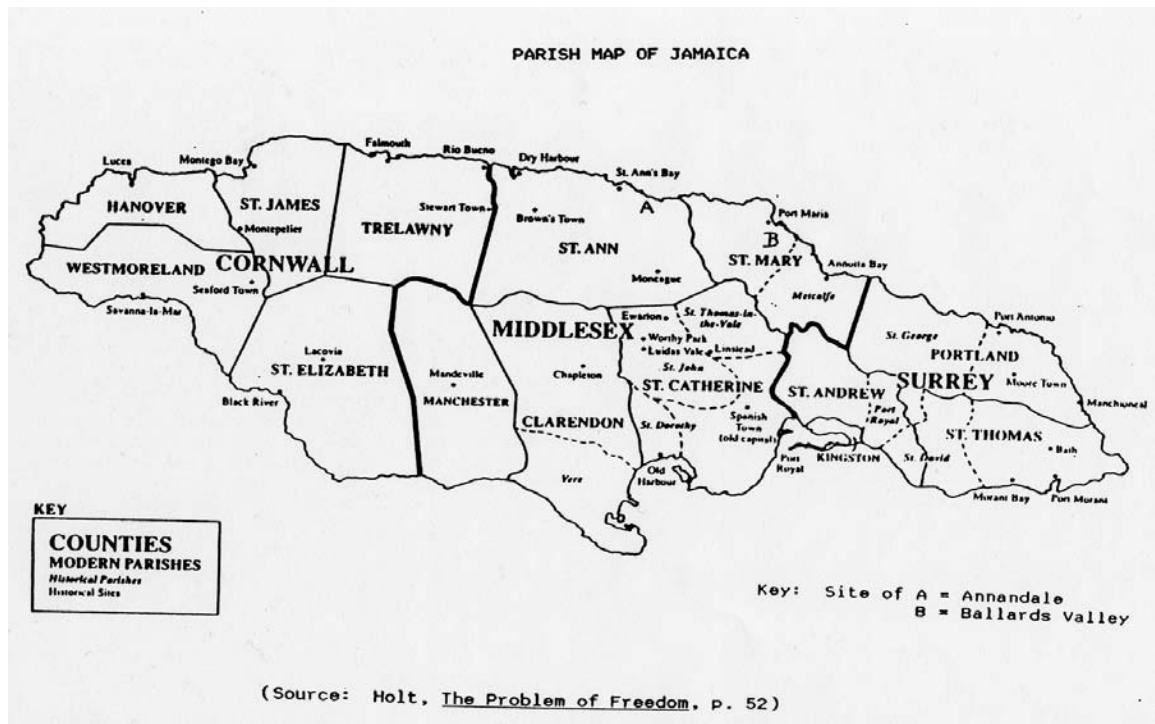 PARISH MAP OF JAMAICA
Falmouth
Rio Bueno
Dry Harbour
Lucea
Montego Bay
St. Ann's Bay
HANOVER
ST. JAMES
Stewart Town
Brown's Town
A
Port Maria
Montepelier
TRELAWNY
ST. ANN
B
WESTMORELAND
CORNWALL
Moneague
ST. MARY
Annotta Bay
Seaford Town
Metcalfe
Savanna-la-Mar
MIDDLESEX
Ewarton
St. Thomas-in-
the-Vale
Port Antonio
St. George
Worthy Park
Luidas Vale
Linstead
PORTLAND
Lacovia
ST. ELIZABETH
Mandeville
Chapleton
St. John
ST. CATHERINE
ST. ANDREW
SURREY
Moore Town
Black River
MANCHESTER
Spanish
Town
(old capital)
Port
Royal
Manchioneal
CLARENDON
St. Dorothy
ST. THOMAS
Vere
Old
Harbour
Port
Royal
KINGSTON
St. David
Bath
Morant Bay
Port Morant
KEY
COUNTIES
MODERN PARISHES
Historical Parishes
Historical Sites
Key: Site of A = Annandale
B = Ballards Valley
(Source: Holt, The Problem of Freedom, p. 52)